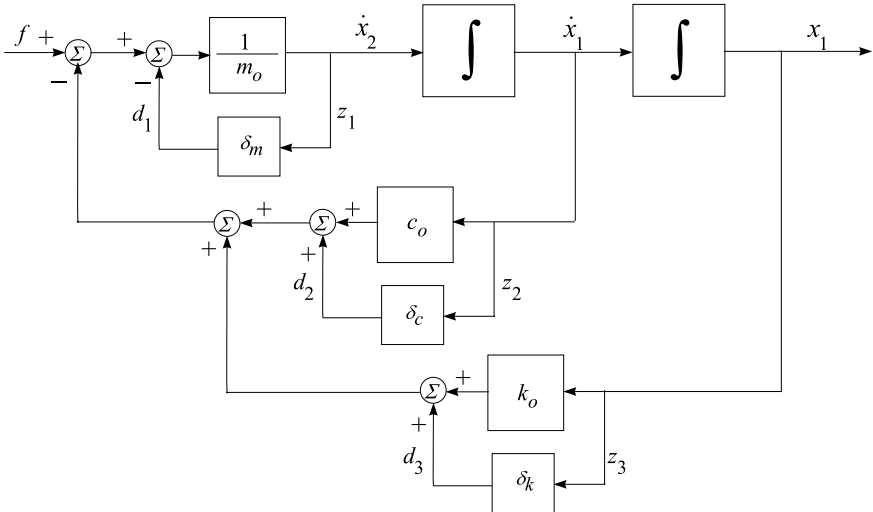 f + + Σ Σ 1/m_o ẋ_2 ∫ ẋ_1 ∫ x_1
− −
d_1 δ_m z_1
Σ + Σ + c_o
+ +
d_2 δ_c z_2
Σ + k_o
+
d_3 δ_k z_3